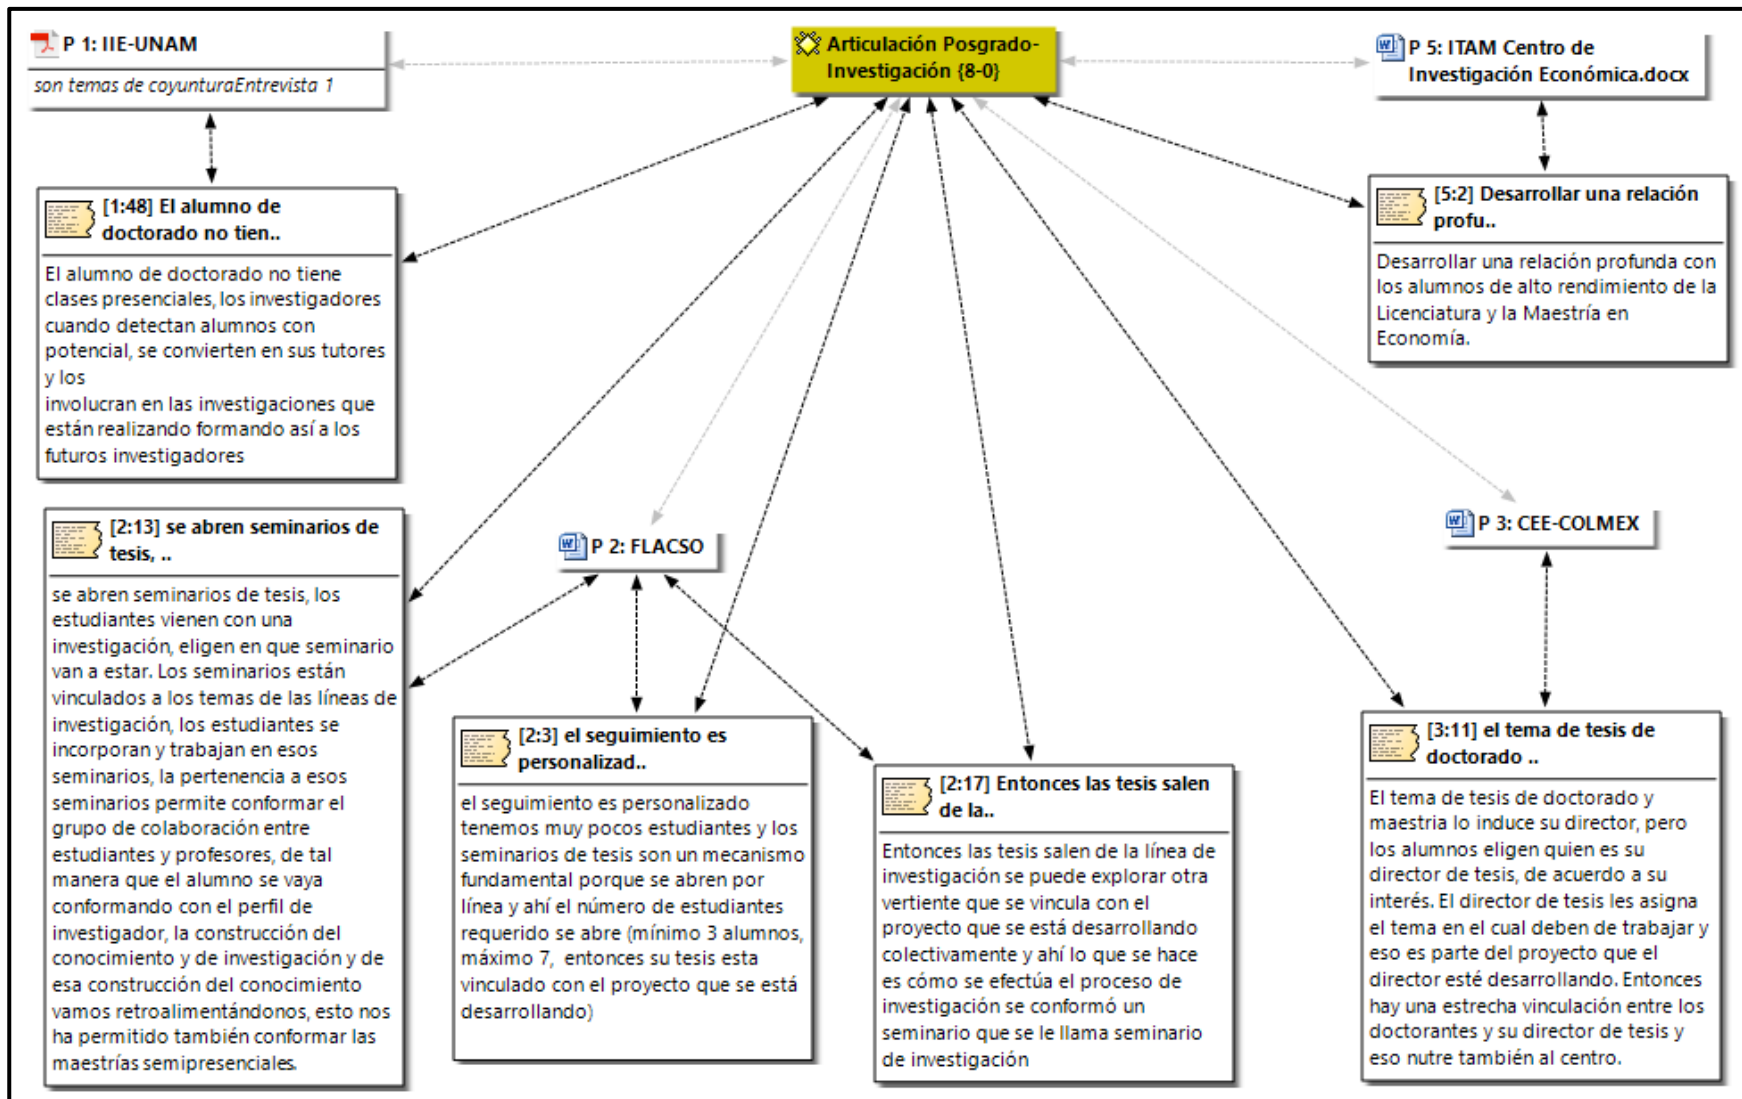 P 1: IIE-UNAM
son temas de coyunturaEntrevista 1
Articulación Posgrado-
Investigación {8-0}
P 5: ITAM Centro de
Investigación Económica.docx
[1:48] El alumno de
doctorado no tien..
El alumno de doctorado no tiene
clases presenciales, los investigadores
cuando detectan alumnos con
potencial, se convierten en sus tutores
y los
involucran en las investigaciones que
están realizando formando así a los
futuros investigadores
[5:2] Desarrollar una relación
profu..
Desarrollar una relación profunda con
los alumnos de alto rendimiento de la
Licenciatura y la Maestría en
Economía.
[2:13] se abren seminarios de
tesis, ..
se abren seminarios de tesis, los
estudiantes vienen con una
investigación, eligen en que seminario
van a estar. Los seminarios están
vinculados a los temas de las líneas de
investigación, los estudiantes se
incorporan y trabajan en esos
seminarios, la pertenencia a esos
seminarios permite conformar el
grupo de colaboración entre
estudiantes y profesores, de tal
manera que el alumno se vaya
conformando con el perfil de
investigador, la construcción del
conocimiento y de investigación y de
esa construcción del conocimiento
vamos retroalimentándonos, esto nos
ha permitido también conformar las
maestrías semipresenciales.
P 2: FLACSO
[2:3] el seguimiento es
personalizad..
el seguimiento es personalizado
tenemos muy pocos estudiantes y los
seminarios de tesis son un mecanismo
fundamental porque se abren por
línea y ahí el número de estudiantes
requerido se abre (mínimo 3 alumnos,
máximo 7,  entonces su tesis esta
vinculado con el proyecto que se está
desarrollando)
[2:17] Entonces las tesis salen
de la..
Entonces las tesis salen de la línea de
investigación se puede explorar otra
vertiente que se vincula con el
proyecto que se está desarrollando
colectivamente y ahí lo que se hace
es cómo se efectúa el proceso de
investigación se conformó un
seminario que se le llama seminario
de investigación
P 3: CEE-COLMEX
[3:11] el tema de tesis de
doctorado ..
El tema de tesis de doctorado y
maestria lo induce su director, pero
los alumnos eligen quien es su
director de tesis, de acuerdo a su
interés. El director de tesis les asigna
el tema en el cual deben de trabajar y
eso es parte del proyecto que el
director esté desarrollando. Entonces
hay una estrecha vinculación entre los
doctorantes y su director de tesis y
eso nutre también al centro.